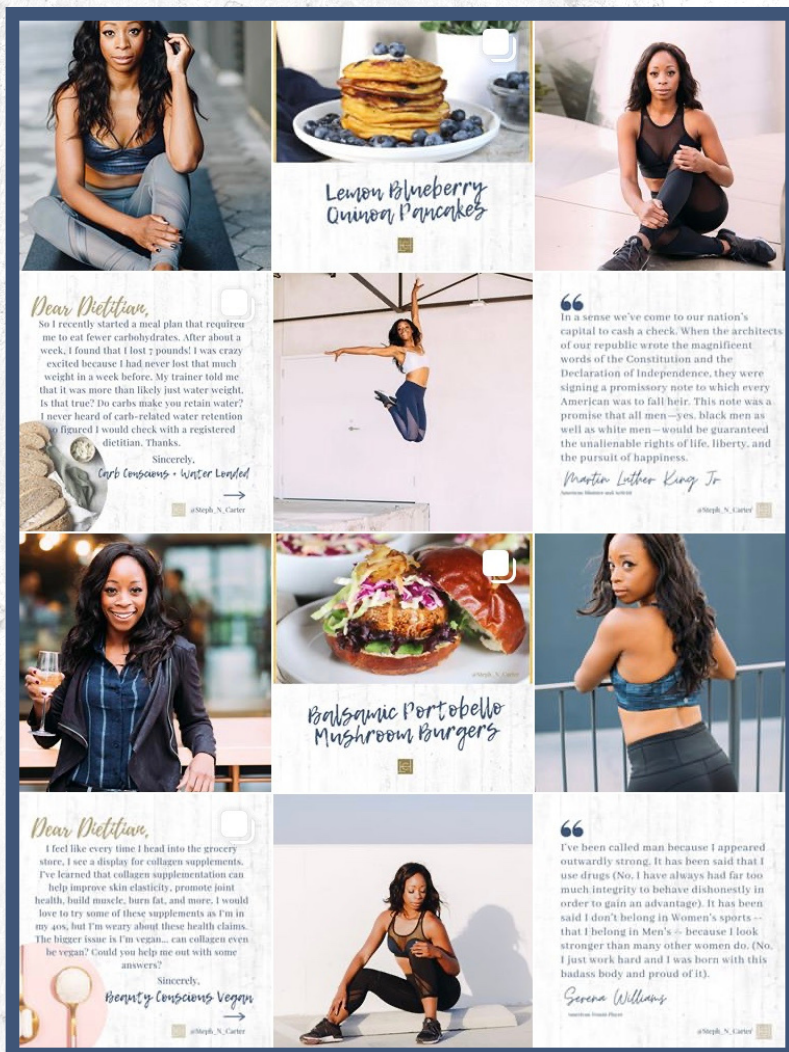 Lemon Blueberry
Quinoa Pancakes
Dear Dietitian,
So I recently started a meal plan that required
me to eat fewer carbohydrates. After about a
week, I found that I lost 7 pounds! I was crazy
excited because I had never lost that much
weight in a week before. My trainer told me
that it was more than likely just water weight.
Is that true? Do carbs make you retain water?
I never heard of carb-related water retention
so figured I would check with a registered
dietitian. Thanks.
Sincerely,
Carb Conscious + Water Loaded
@Steph_N_Carter
In a sense we've come to our nation's
capital to cash a check. When the architects
of our republic wrote the magnificent
words of the Constitution and the
Declaration of Independence, they were
signing a promissory note to which every
American was to fall heir. This note was a
promise that all men—yes, black men as
well as white men—would be guaranteed
the unalienable rights of life, liberty, and
the pursuit of happiness.
Martin Luther King Jr
American Minister and Activist
@Steph_N_Carter
@Steph_N_Carter
Balsamic Portobello
Mushroom Burgers
Dear Dietitian,
I feel like every time I head into the grocery
store, I see a display for collagen supplements.
I've learned that collagen supplementation can
help improve skin elasticity, promote joint
health, build muscle, burn fat, and more. I would
love to try some of these supplements as I'm in
my 40s, but I'm weary about these health claims.
The bigger issue is I'm vegan... can collagen even
be vegan? Could you help me out with some
answers?
Sincerely,
Beauty Conscious Vegan
@Steph_N_Carter
I've been called man because I appeared
outwardly strong. It has been said that I
use drugs (No, I have always had far too
much integrity to behave dishonestly in
order to gain an advantage). It has been
said I don't belong in Women's sports --
that I belong in Men's -- because I look
stronger than many other women do. (No,
I just work hard and I was born with this
badass body and proud of it).
Serena Williams
American Tennis Player
@Steph_N_Carter